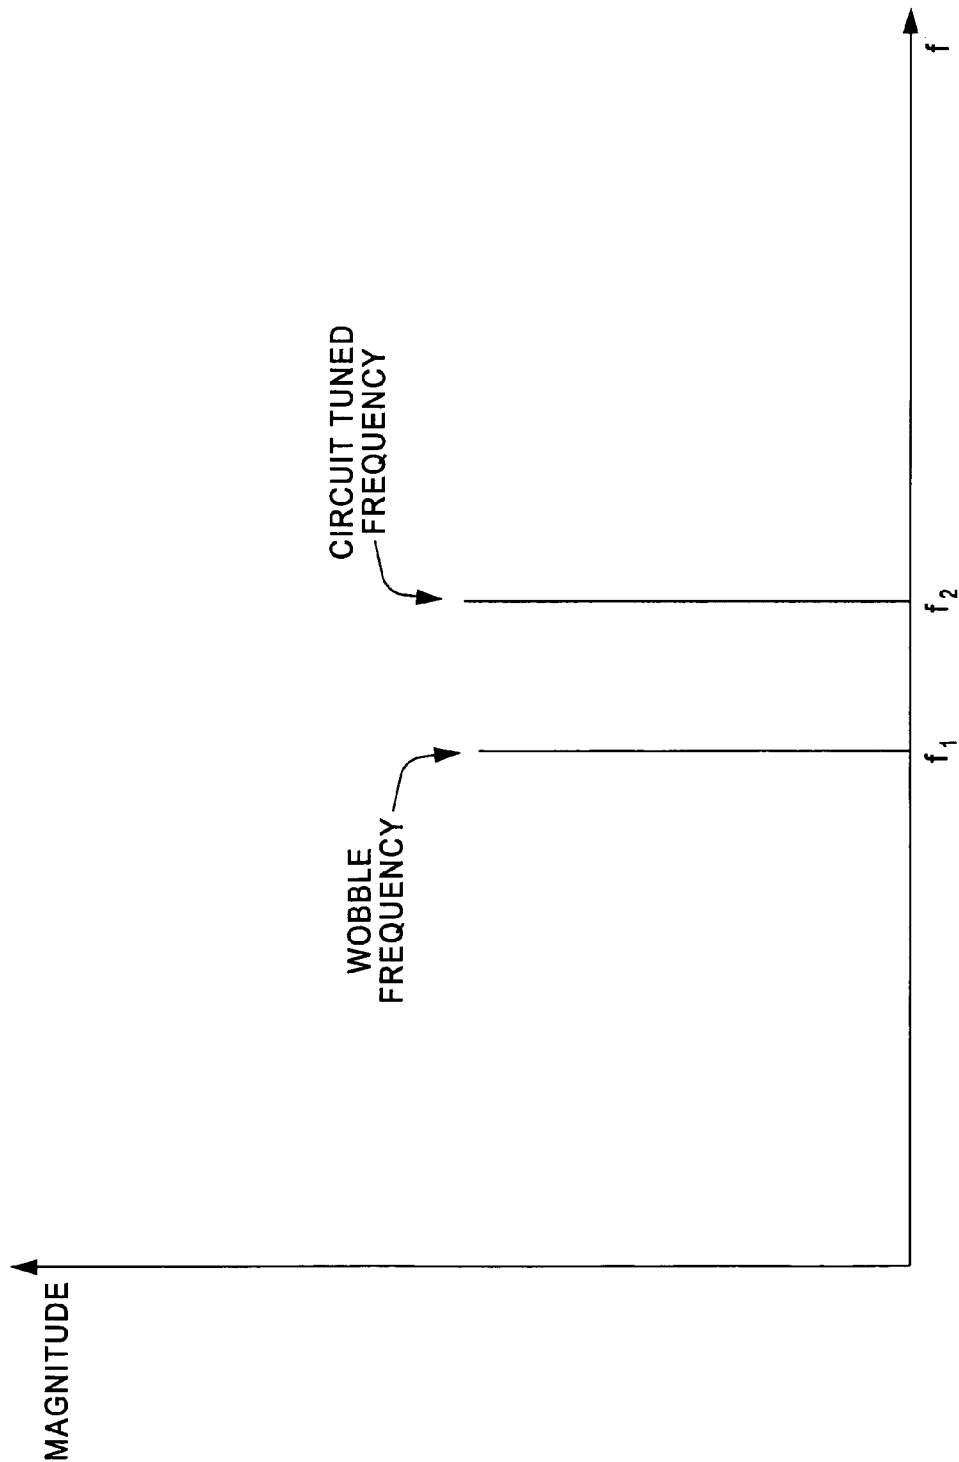 MAGNITUDE
WOBBLE
FREQUENCY
CIRCUIT TUNED
FREQUENCY
f₁
f₂
f